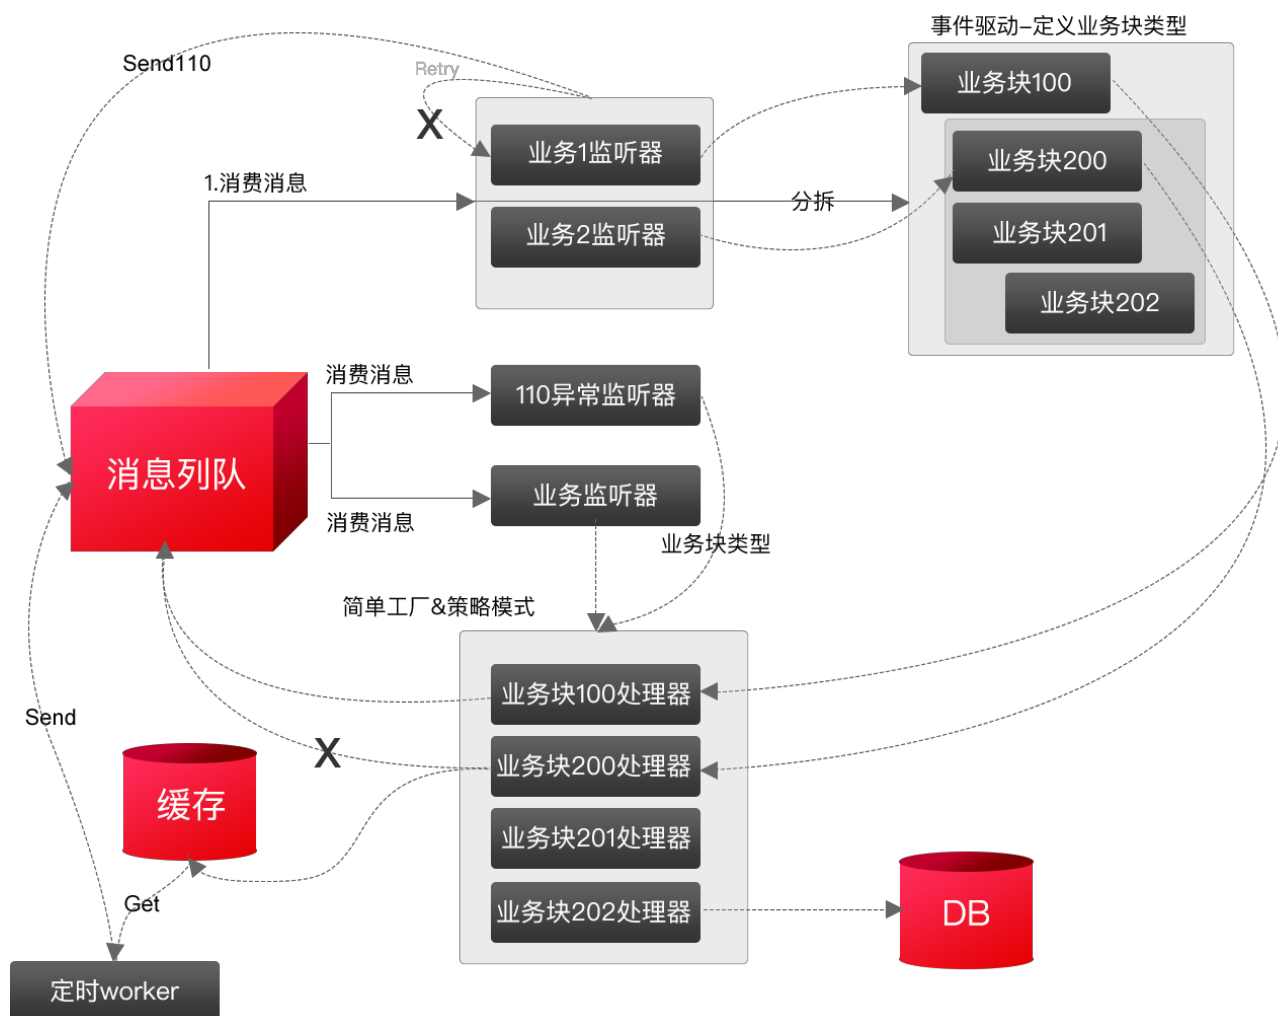 事件驱动-定义业务块类型
Send110
Retry
X
业务块100
业务1监听器
业务块200
1.消费消息
分拆
业务2监听器
业务块201
业务块202
消费消息
110异常监听器
消息列队
业务监听器
消费消息
业务块类型
简单工厂&策略模式
业务块100处理器
Send
X
业务块200处理器
缓存
业务块201处理器
Get
业务块202处理器
DB
定时worker